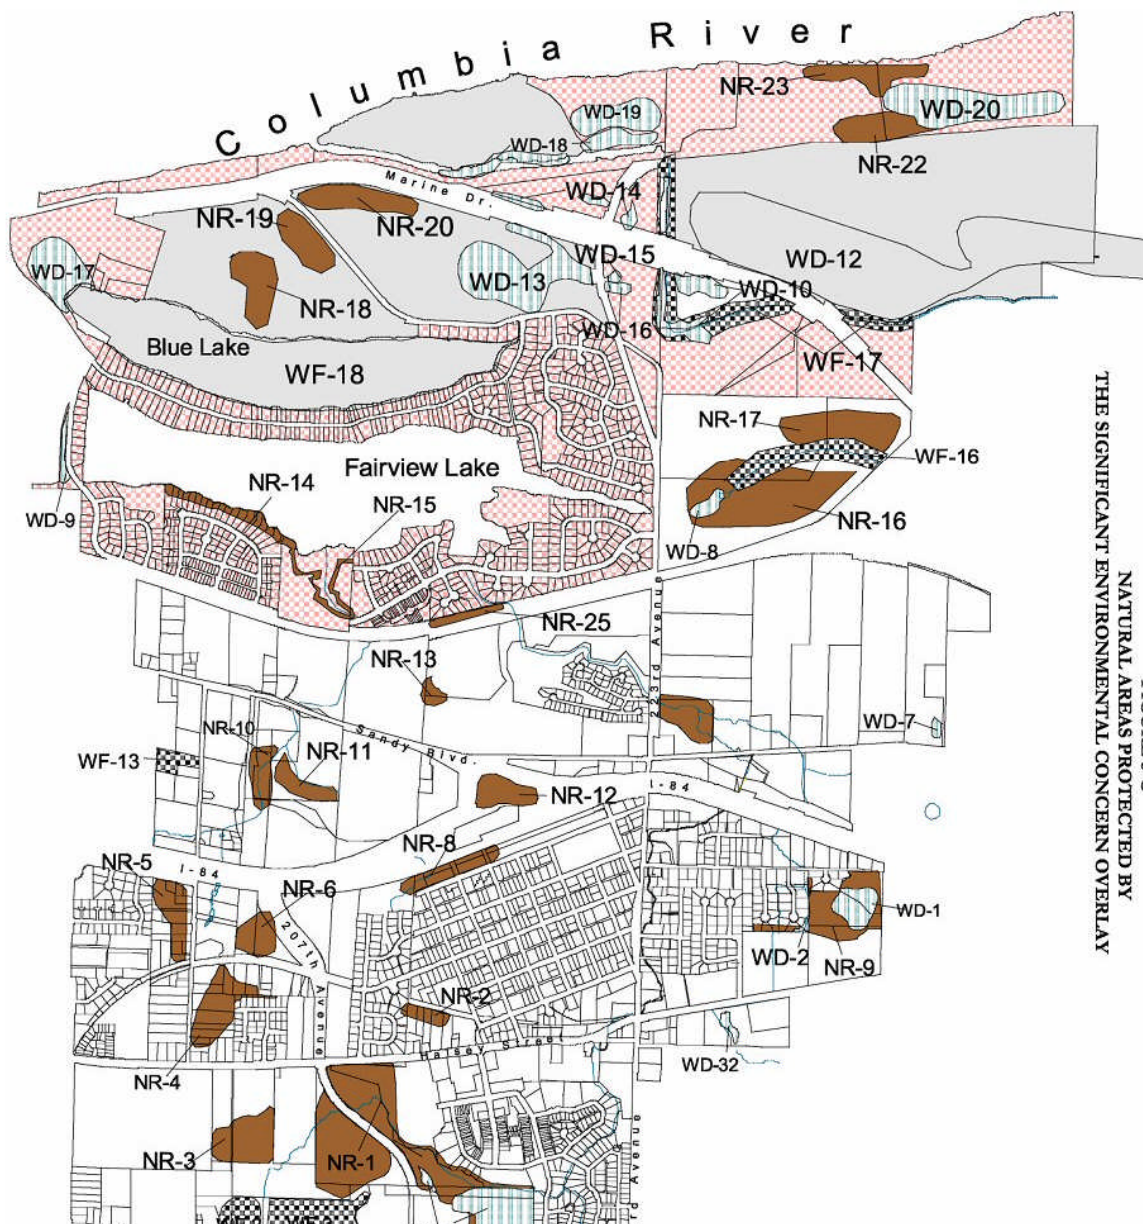 Columbia River
NR-23
WD-20
WD-19
WD-18
NR-22
Marine Dr.
WD-14
NR-19
NR-20
WD-15
WD-12
WD-17
WD-13
WD-10
NR-18
WD-16
Blue Lake
WF-18
WF-17
NR-17
WF-16
Fairview Lake
NR-14
NR-15
WD-9
NR-16
WD-8
NR-25
NR-13
223rd Avenue
WD-7
NR-10
NR-11
Sandy Blvd.
WF-13
NR-12
I-84
NR-8
NR-5
I-84
NR-6
207th Avenue
WD-1
WD-2
NR-9
NR-2
Halsey Street
WD-32
NR-4
NR-3
NR-1
rd Avenue
NATURAL AREAS PROTECTED BY
THE SIGNIFICANT ENVIRONMENTAL CONCERN OVERLAY